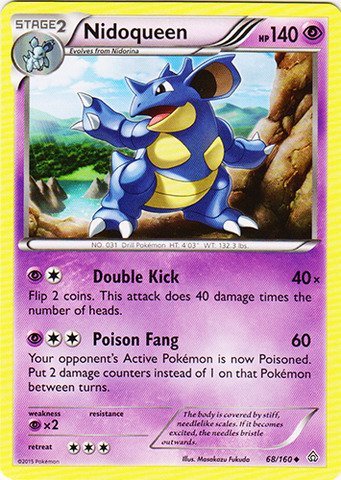 STAGE2 Nidoqueen HP140
Evolves from Nidorina
NO. 031 Drill Pokémon HT. 4'03" WT. 132.3 lbs.
Double Kick 40×
Flip 2 coins. This attack does 40 damage times the
number of heads.
Poison Fang 60
Your opponent's Active Pokémon is now Poisoned.
Put 2 damage counters instead of 1 on that Pokémon
between turns.
weakness resistance
×2
retreat
The body is covered by stiff,
needlelike scales. If it becomes
excited, the needles bristle
outwards.
©2015 Pokémon Illus. Masakazu Fukuda 68/160